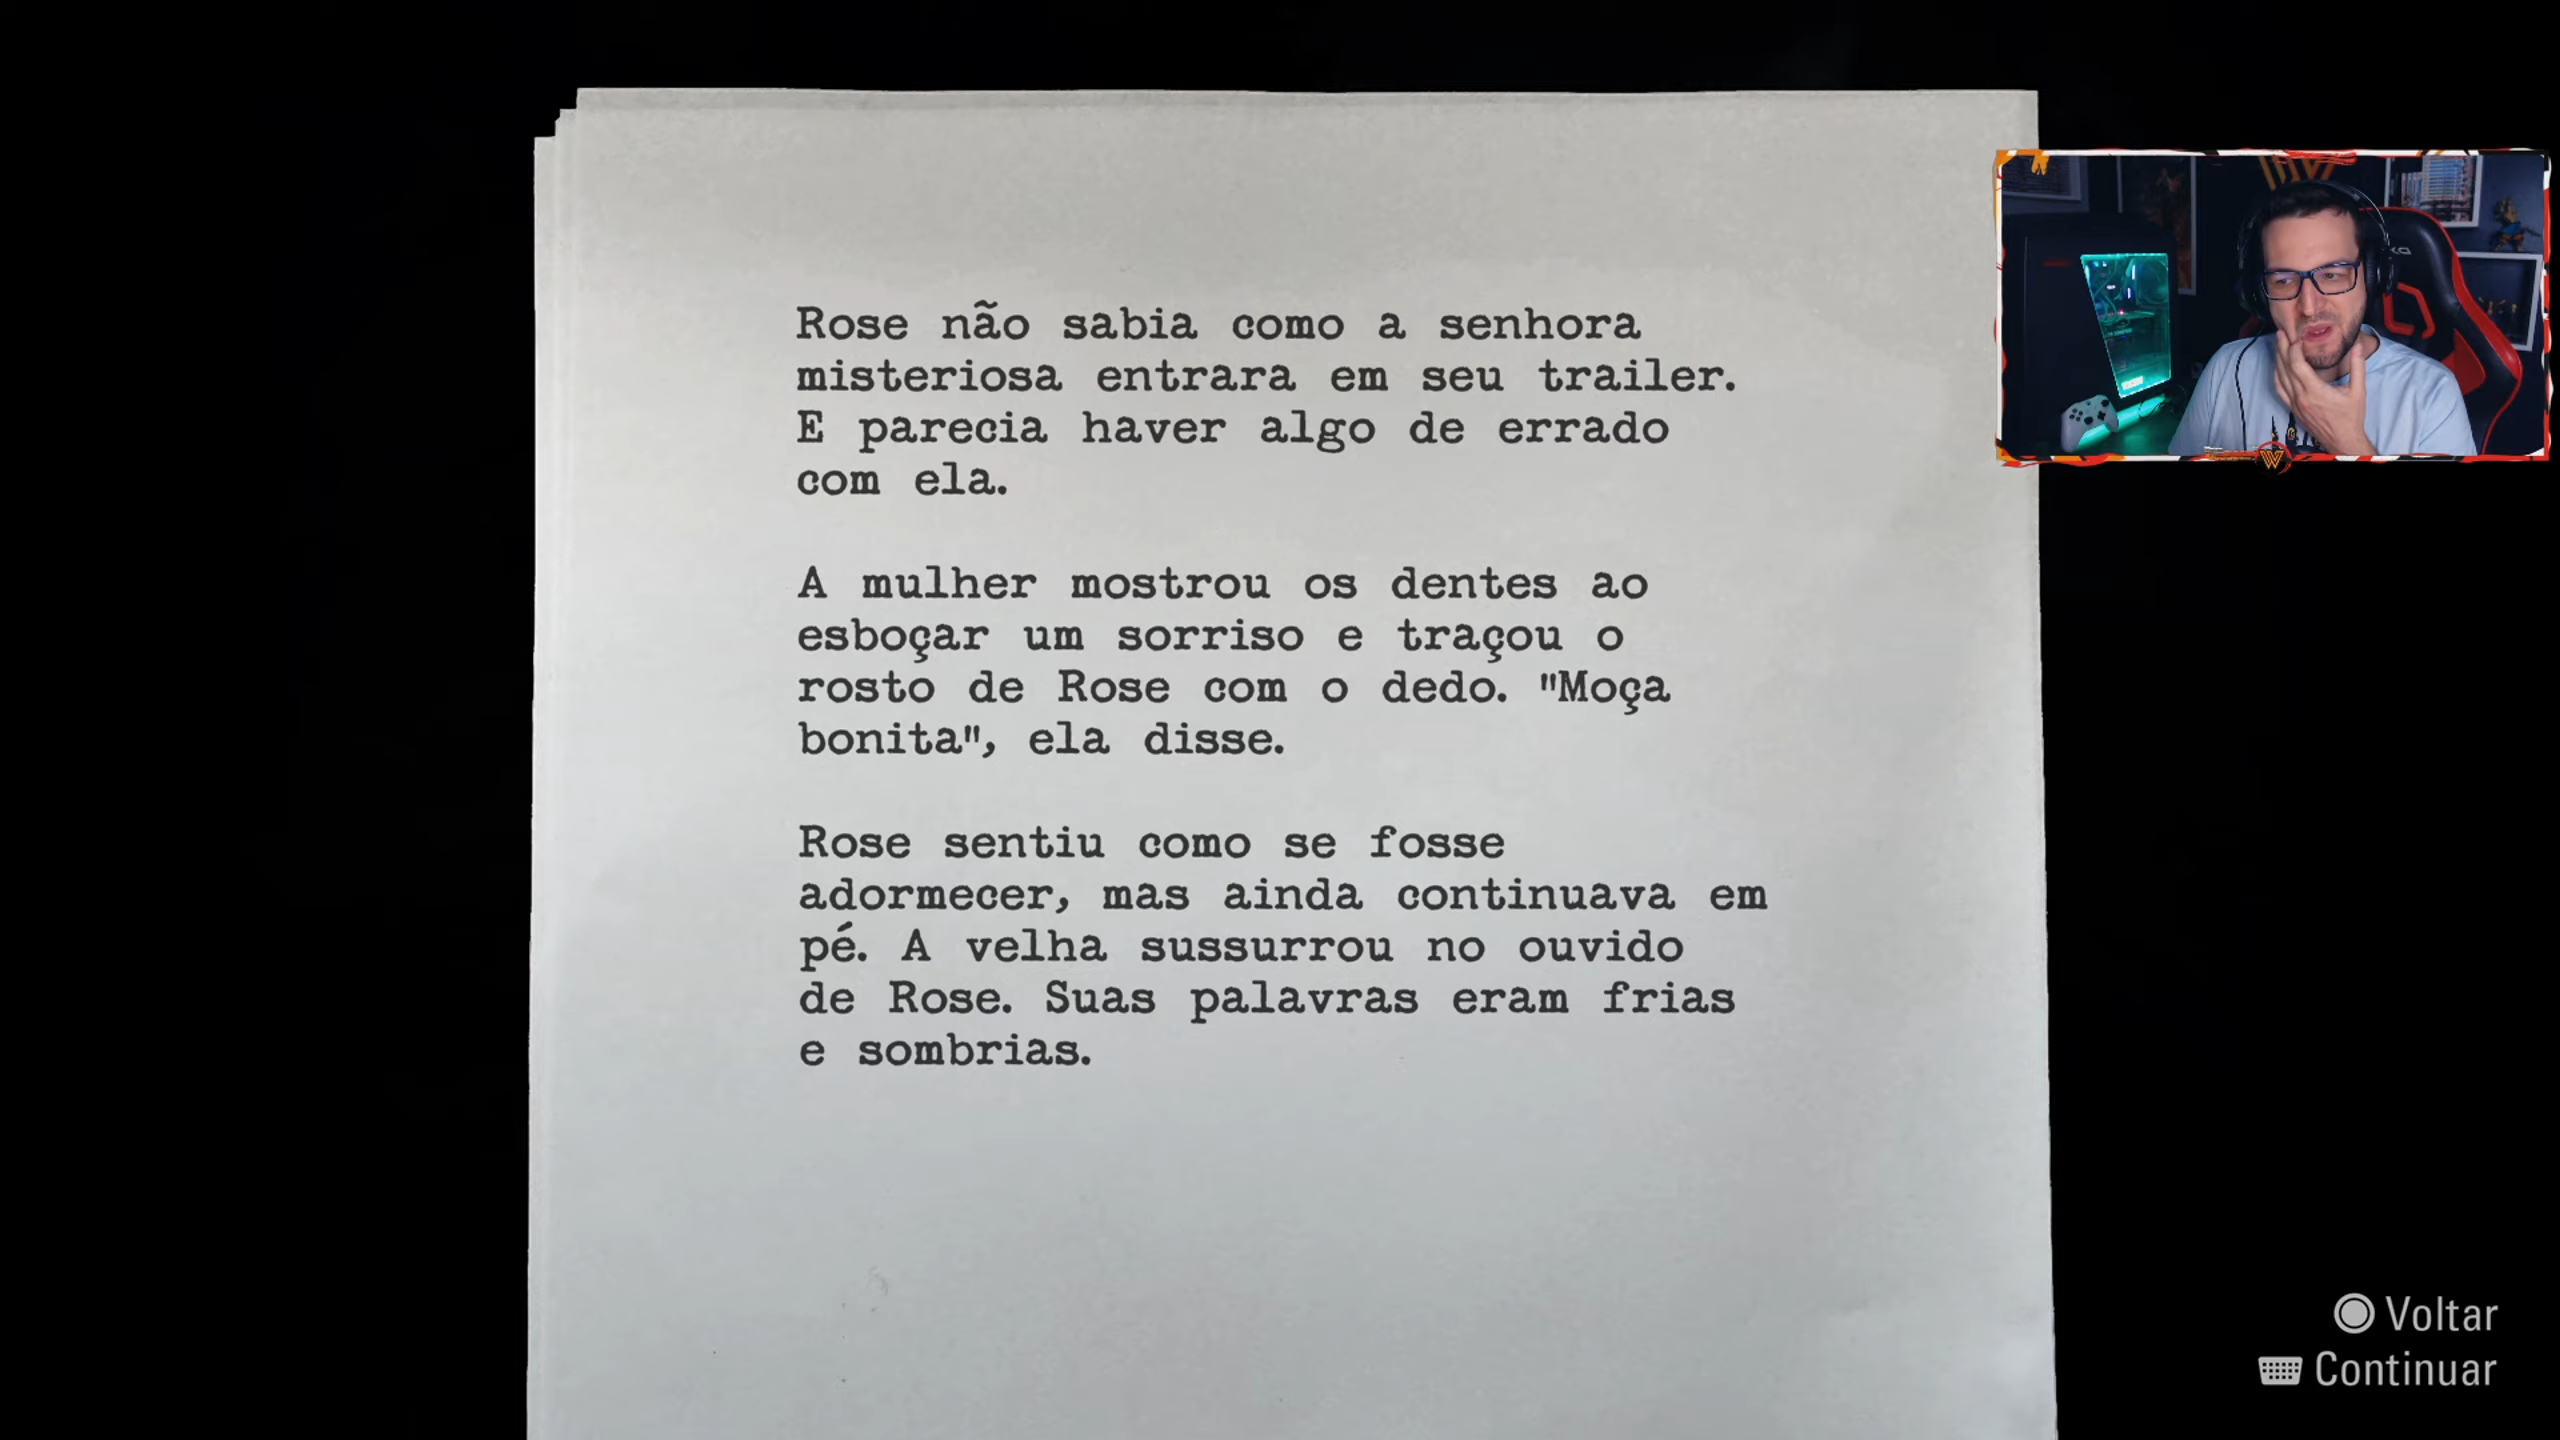 Rose não sabia como a senhora
misteriosa entrara em seu trailer.
E parecia haver algo de errado
com ela.
A mulher mostrou os dentes ao
esboçar um sorriso e traçou o
rosto de Rose com o dedo. "Moça
bonita", ela disse.
Rose sentiu como se fosse
adormecer, mas ainda continuava em
pé. A velha sussurrou no ouvido
de Rose. Suas palavras eram frias
e sombrias.
Voltar
Continuar